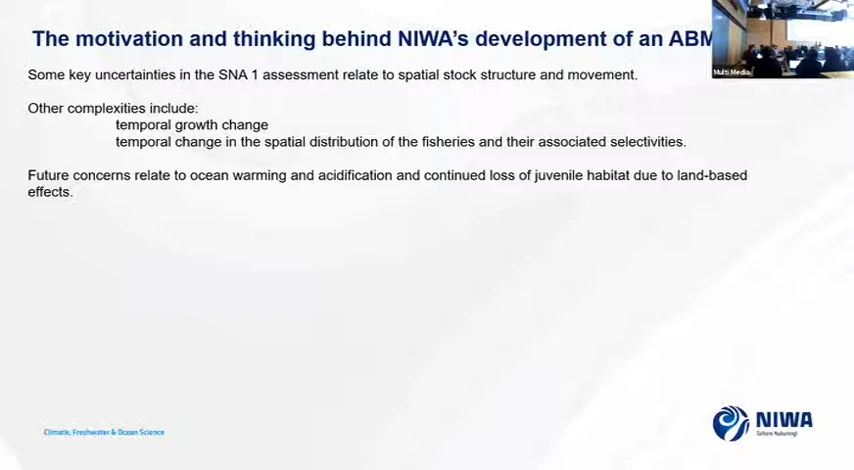 The motivation and thinking behind NIWA's development of an ABM
Multi Media
Some key uncertainties in the SNA 1 assessment relate to spatial stock structure and movement.
Other complexities include:
temporal growth change
temporal change in the spatial distribution of the fisheries and their associated selectivities.
Future concerns relate to ocean warming and acidification and continued loss of juvenile habitat due to land-based
effects.
Climate, Freshwater & Ocean Science
NIWA
Taihoro Nukurangi